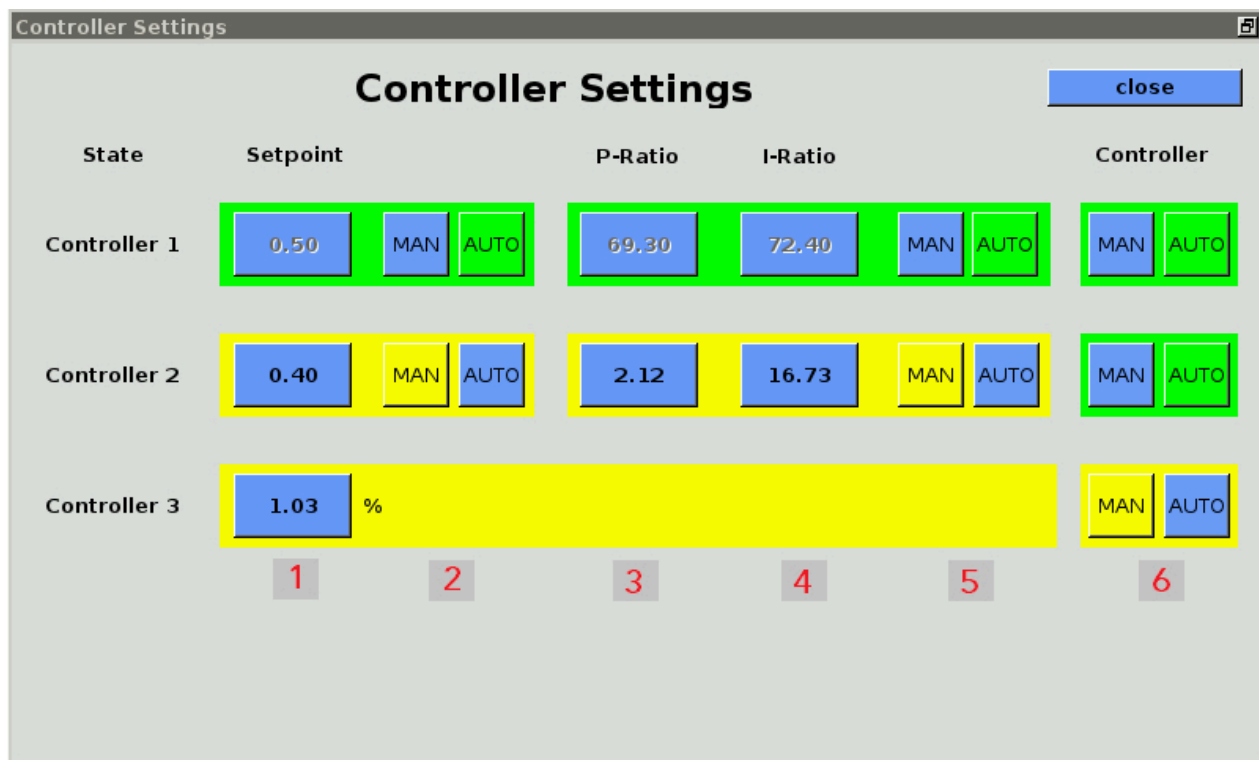 Controller Settings
Controller Settings close
State Setpoint P-Ratio I-Ratio Controller
Controller 1 0.50 MAN AUTO 69.30 72.40 MAN AUTO MAN AUTO
Controller 2 0.40 MAN AUTO 2.12 16.73 MAN AUTO MAN AUTO
Controller 3 1.03 % MAN AUTO
1 2 3 4 5 6